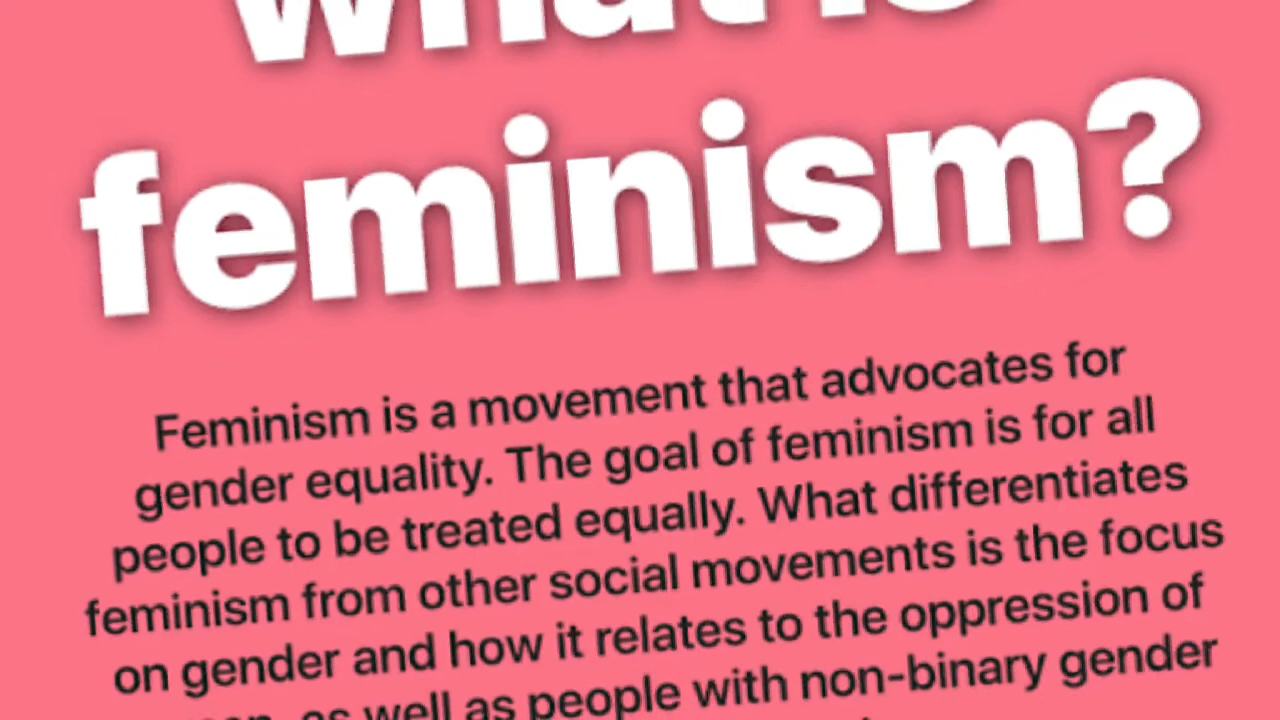 what is
feminism?
Feminism is a movement that advocates for
gender equality. The goal of feminism is for all
people to be treated equally. What differentiates
feminism from other social movements is the focus
on gender and how it relates to the oppression of
as well as people with non-binary gender